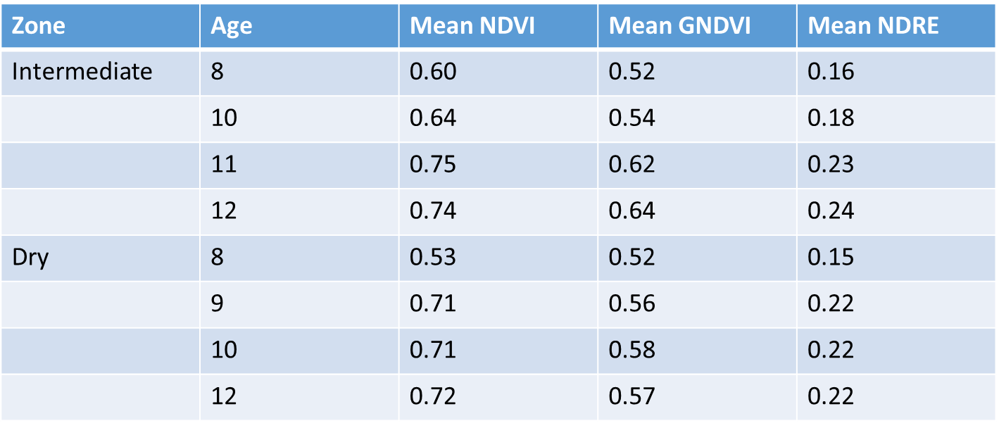 Zone Age Mean NDVI Mean GNDVI Mean NDRE
Intermediate 8 0.60 0.52 0.16
10 0.64 0.54 0.18
11 0.75 0.62 0.23
12 0.74 0.64 0.24
Dry 8 0.53 0.52 0.15
9 0.71 0.56 0.22
10 0.71 0.58 0.22
12 0.72 0.57 0.22